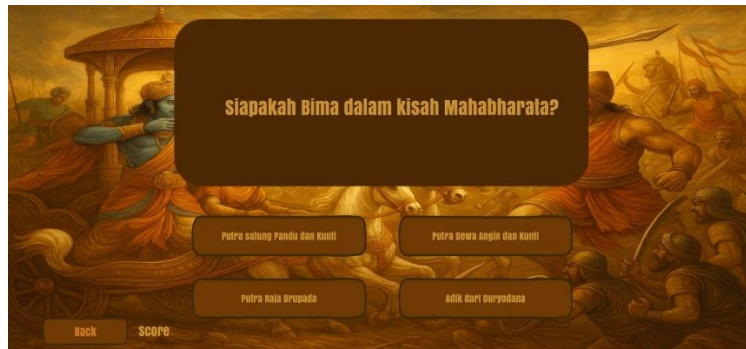 Siapakah Bima dalam kisah Mahabharata?
Putra sulung Pandu dan Kunti
Putra Dewa Angin dan Kunti
Putra Raja Drupada
Adik dari Duryodana
Back
Score